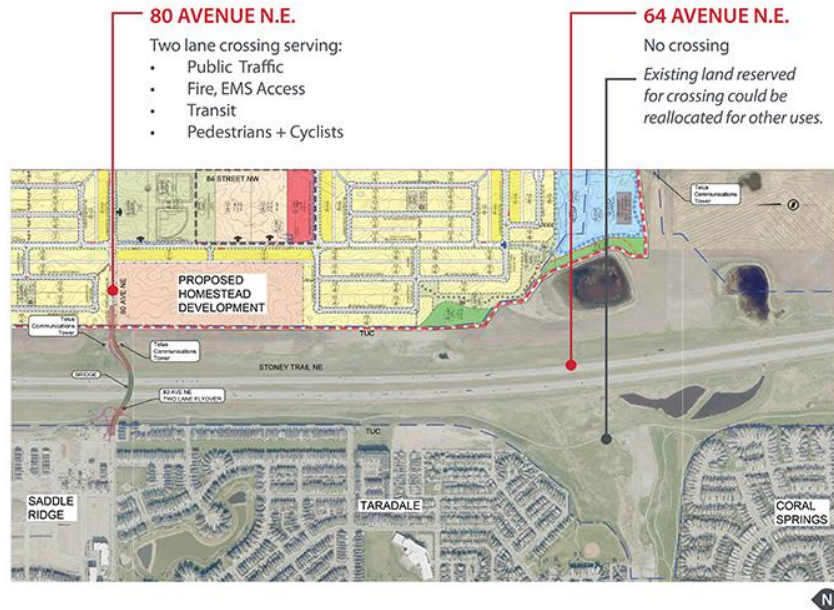 80 AVENUE N.E.
Two lane crossing serving:
• Public Traffic
• Fire, EMS Access
• Transit
• Pedestrians + Cyclists
64 AVENUE N.E.
No crossing
Existing land reserved
for crossing could be
reallocated for other uses.
84 STREET NW
Telus
Communications
Tower
PROPOSED
HOMESTEAD
DEVELOPMENT
80 AVE NE
Telus
Communications
Tower
Telus
Communications
Tower
TUC
STONEY TRAIL NE
BRIDGE
80 AVE NE
TWO LANE FLYOVER
TUC
SADDLE
RIDGE
TARADALE
CORAL
SPRINGS
N